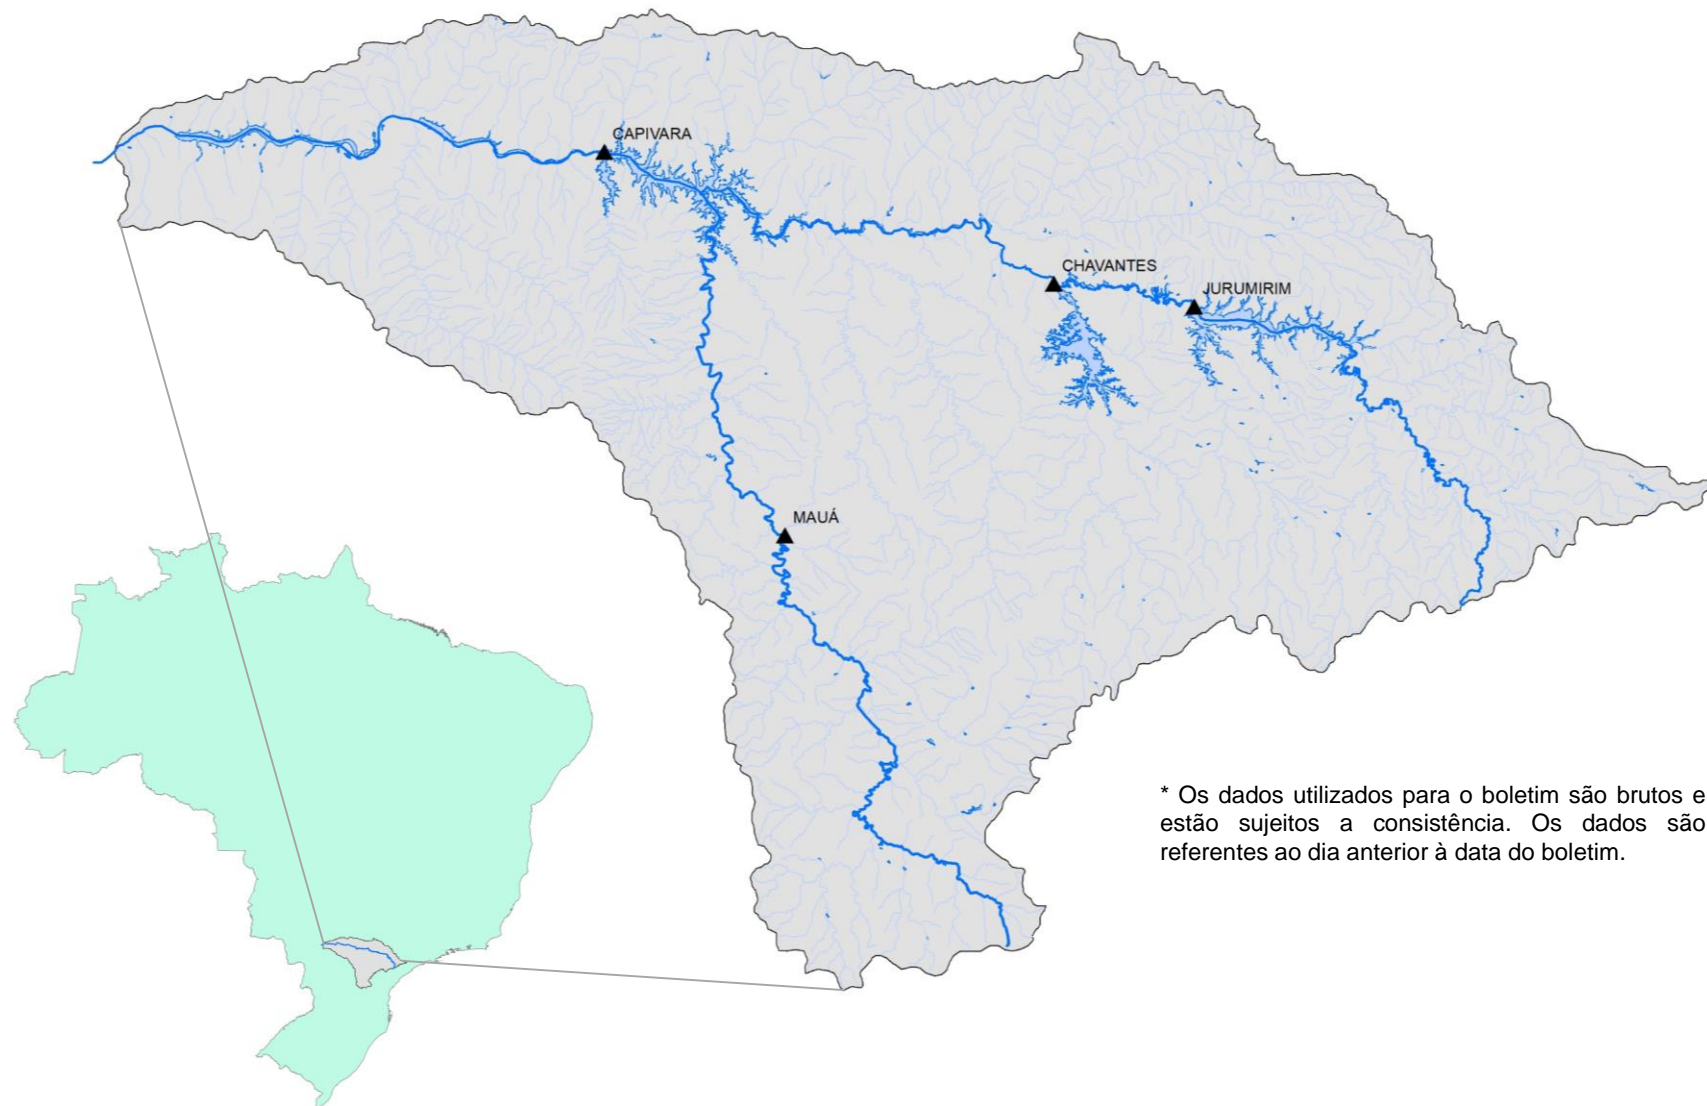 CAPIVARA
CHAVANTES
JURUMIRIM
MAUÁ
* Os dados utilizados para o boletim são brutos e
estão sujeitos a consistência. Os dados são
referentes ao dia anterior à data do boletim.